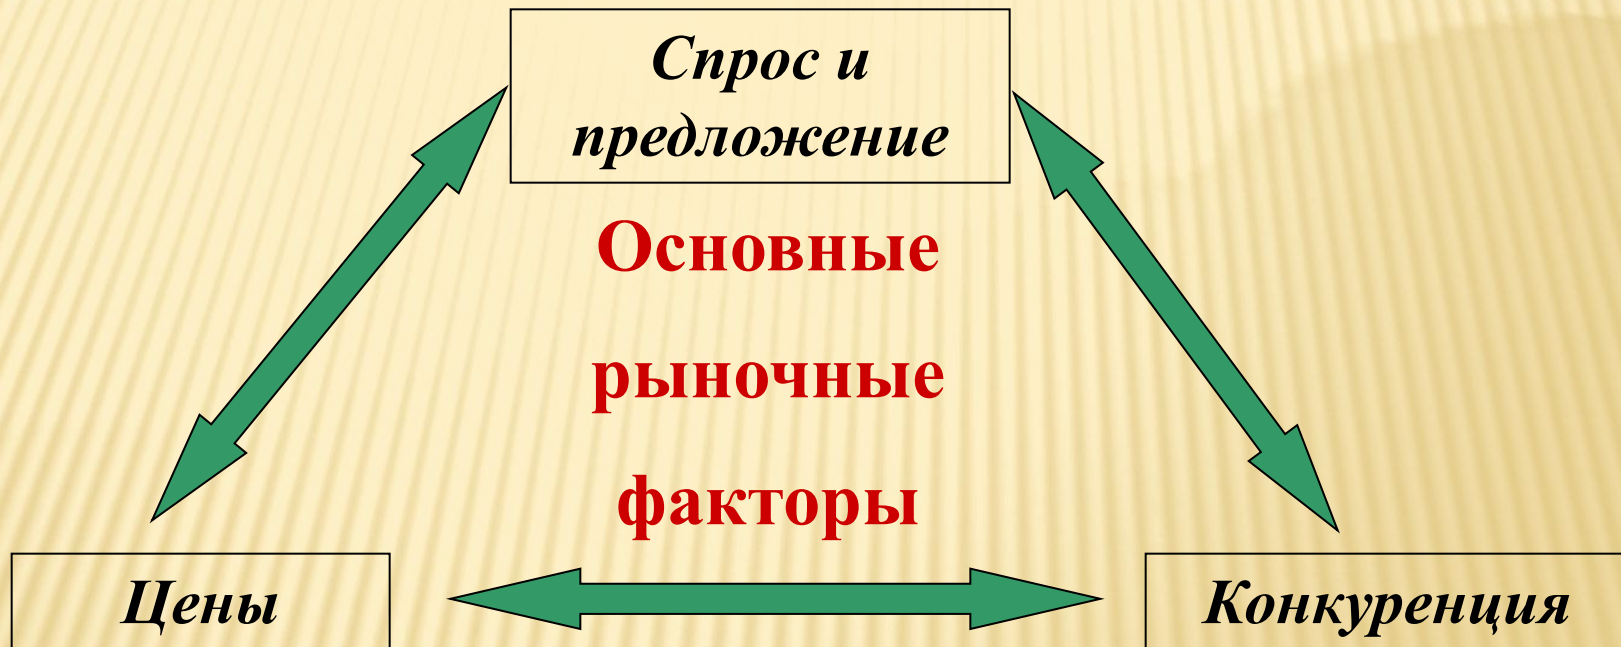 Спрос и
предложение
Основные
рыночные
факторы
Цены
Конкуренция